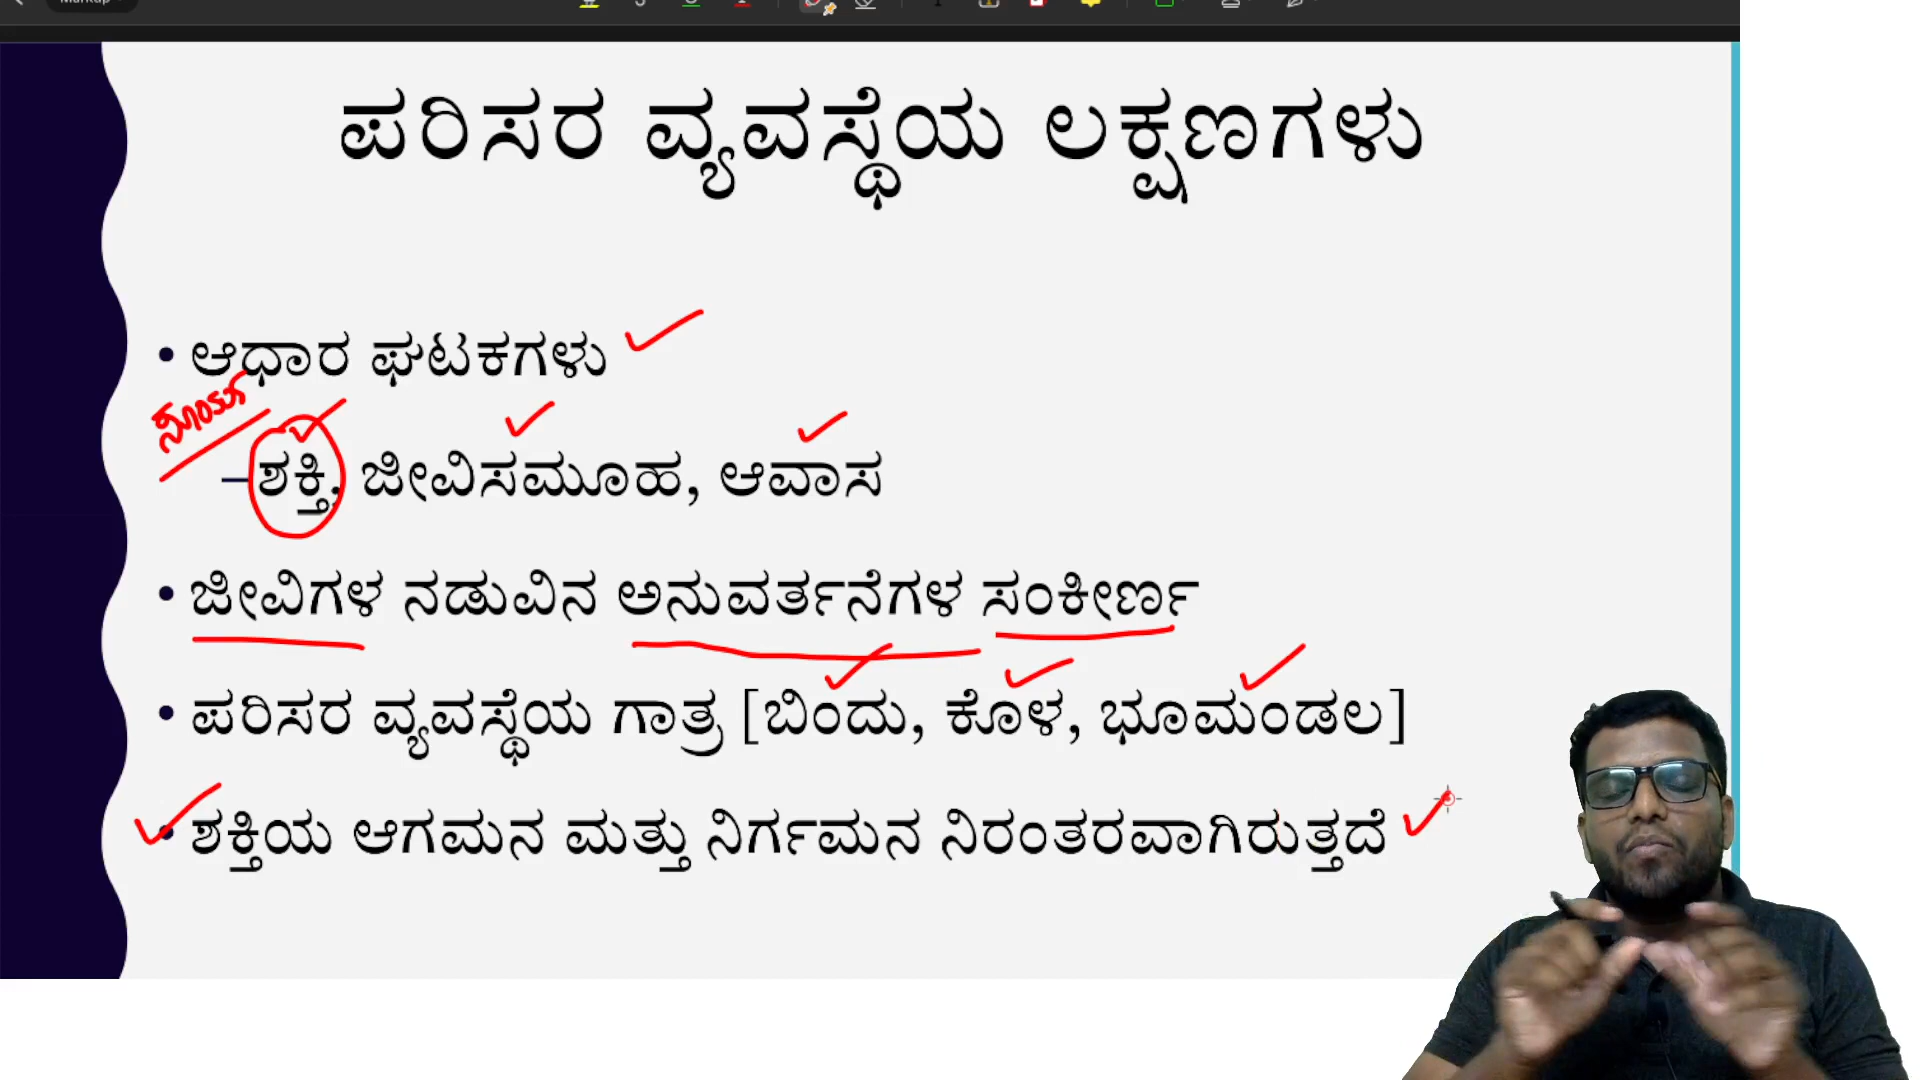 ಪರಿಸರ ವ್ಯವಸ್ಥೆಯ ಲಕ್ಷಣಗಳು
• ಆಧಾರ ಘಟಕಗಳು
–ಶಕ್ತಿ, ಜೀವಿಸಮೂಹ, ಆವಾಸ
• ಜೀವಿಗಳ ನಡುವಿನ ಅನುವರ್ತನೆಗಳ ಸಂಕೀರ್ಣ
• ಪರಿಸರ ವ್ಯವಸ್ಥೆಯ ಗಾತ್ರ [ಬಿಂದು, ಕೊಳ, ಭೂಮಂಡಲ]
• ಶಕ್ತಿಯ ಆಗಮನ ಮತ್ತು ನಿರ್ಗಮನ ನಿರಂತರವಾಗಿರುತ್ತದೆ